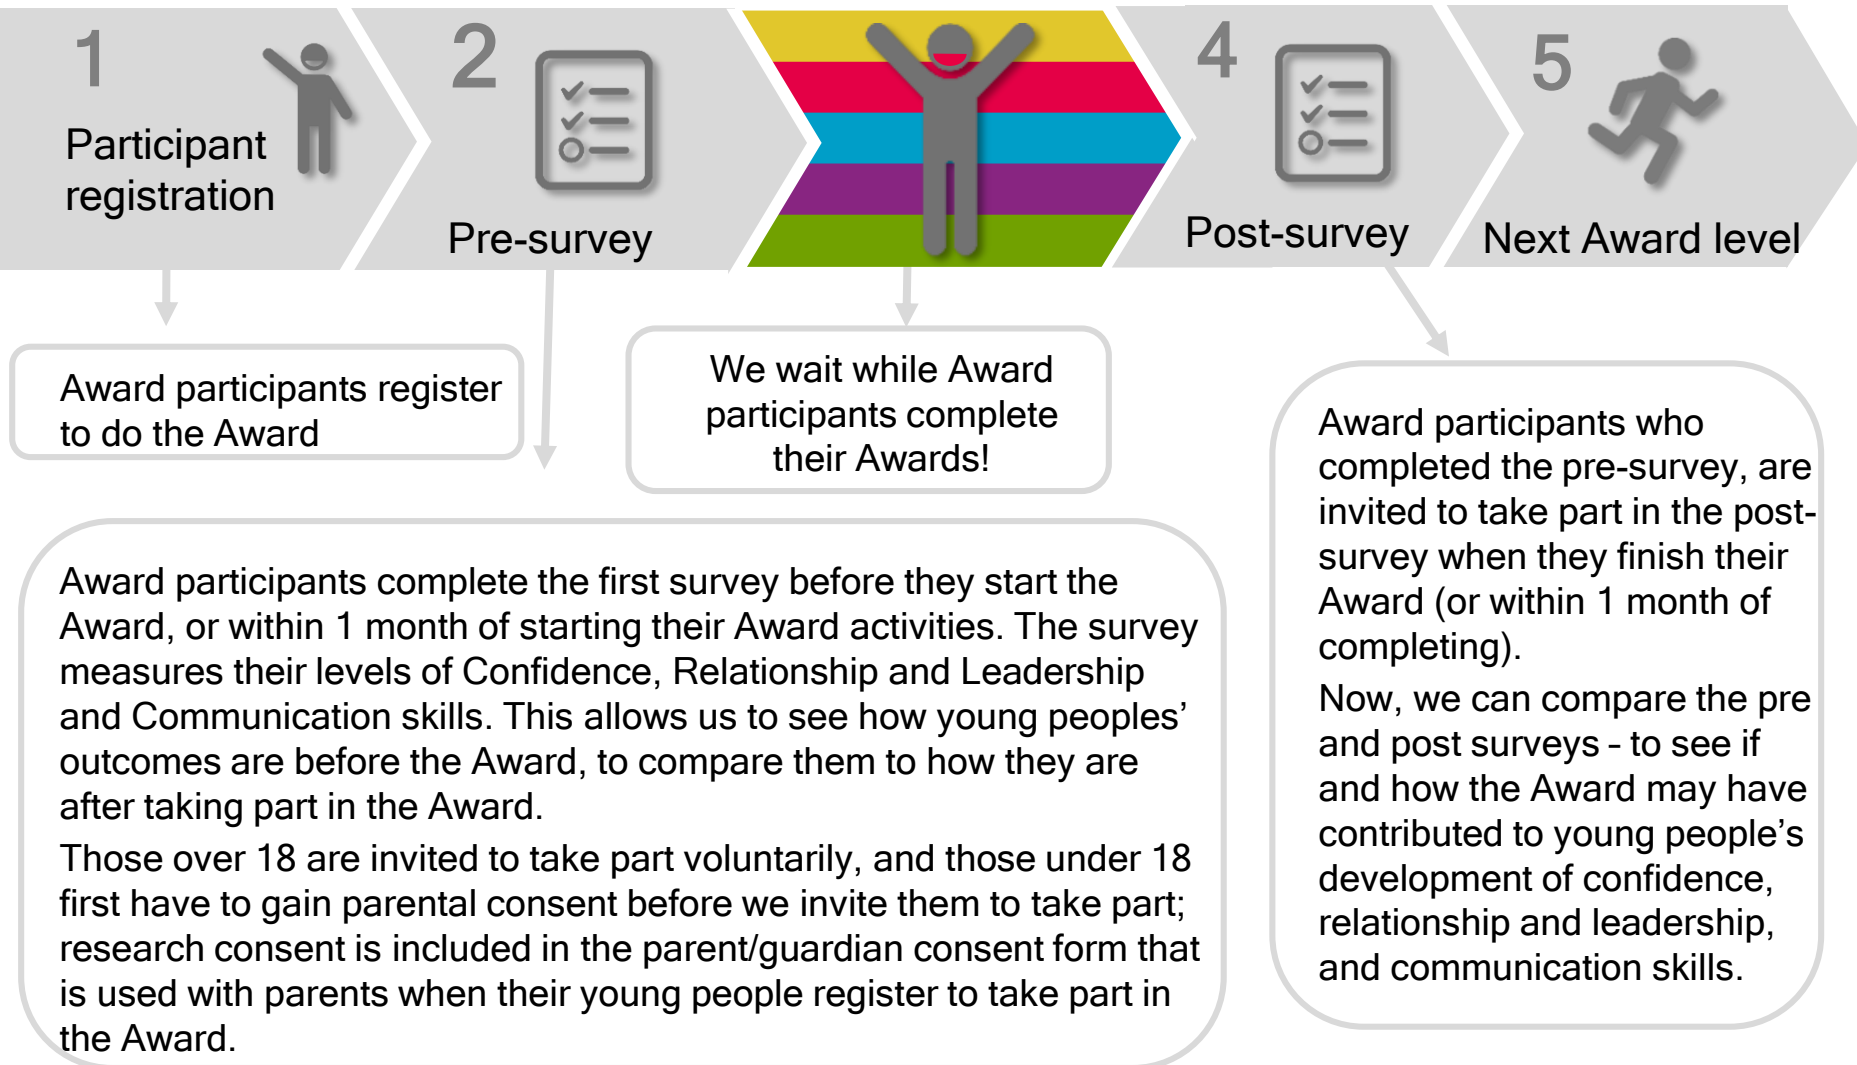 1
Participant
registration
2
Pre-survey
4
Post-survey
5
Next Award level
Award participants register
to do the Award
We wait while Award
participants complete
their Awards!
Award participants complete the first survey before they start the
Award, or within 1 month of starting their Award activities. The survey
measures their levels of Confidence, Relationship and Leadership
and Communication skills. This allows us to see how young peoples’
outcomes are before the Award, to compare them to how they are
after taking part in the Award.
Those over 18 are invited to take part voluntarily, and those under 18
first have to gain parental consent before we invite them to take part;
research consent is included in the parent/guardian consent form that
is used with parents when their young people register to take part in
the Award.
Award participants who
completed the pre-survey, are
invited to take part in the post-
survey when they finish their
Award (or within 1 month of
completing).
Now, we can compare the pre
and post surveys – to see if
and how the Award may have
contributed to young people’s
development of confidence,
relationship and leadership,
and communication skills.